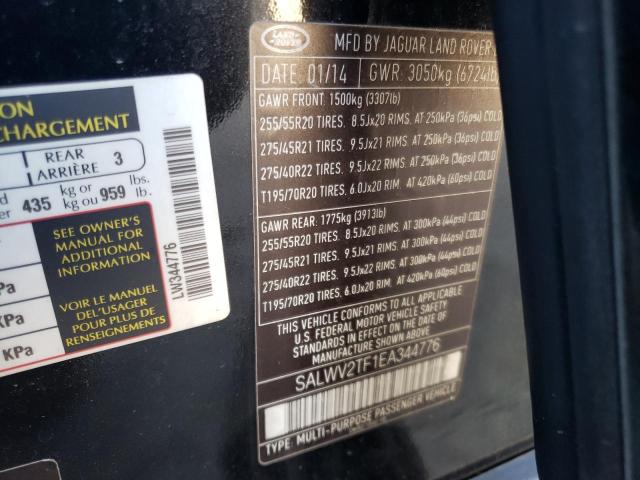 ION
CHARGEMENT
REAR
ARRIÈRE 3
435 kg or
kg ou 959 lbs.
lb.
SEE OWNER'S
MANUAL FOR
ADDITIONAL
INFORMATION
VOIR LE MANUEL
DEL'USAGER
POUR PLUS DE
RENSEIGNEMENTS
KPa
KPa
LW344776
LAND
ROVER
MFD BY JAGUAR LAND ROVER
DATE: 01/14 GWR: 3050kg (6724lb
GAWR FRONT: 1500kg (3307lb)
255/55R20 TIRES. 8.5Jx20 RIMS. AT 250kPa (36psi) COLD
275/45R21 TIRES. 9.5Jx21 RIMS. AT 250kPa (36psi) COLD
275/40R22 TIRES. 9.5Jx22 RIMS. AT 250kPa (36psi) COLD
T195/70R20 TIRES. 6.0Jx20 RIM. AT 420kPa (60psi) COLD
GAWR REAR: 1775kg (3913lb)
255/55R20 TIRES. 8.5Jx20 RIMS. AT 300kPa (44psi) COLD
275/45R21 TIRES. 9.5Jx21 RIMS. AT 300kPa (44psi) COLD
275/40R22 TIRES. 9.5Jx22 RIMS. AT 300kPa (44psi) COLD
T195/70R20 TIRES. 6.0Jx20 RIM. AT 420kPa (60psi) COLD
THIS VEHICLE CONFORMS TO ALL APPLICABLE
U.S. FEDERAL MOTOR VEHICLE SAFETY
STANDARDS IN EFFECT ON THE DATE OF
MANUFACTURE SHOWN ABOVE.
SALWV2TF1EA344776
TYPE: MULTI-PURPOSE PASSENGER VEHICLE